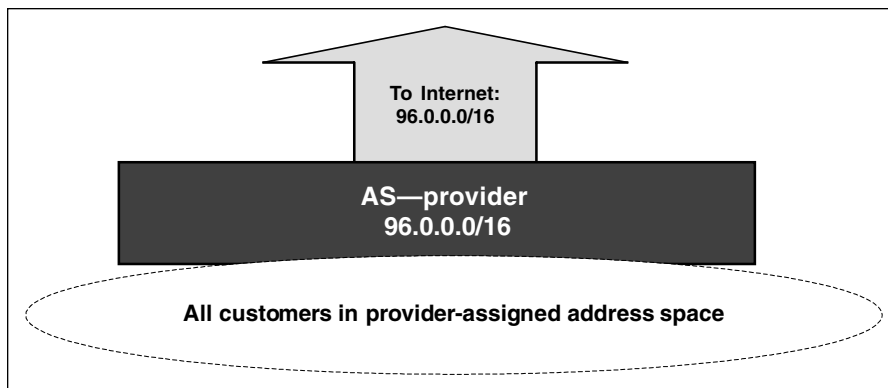 To Internet:
96.0.0.0/16
AS—provider
96.0.0.0/16
All customers in provider-assigned address space